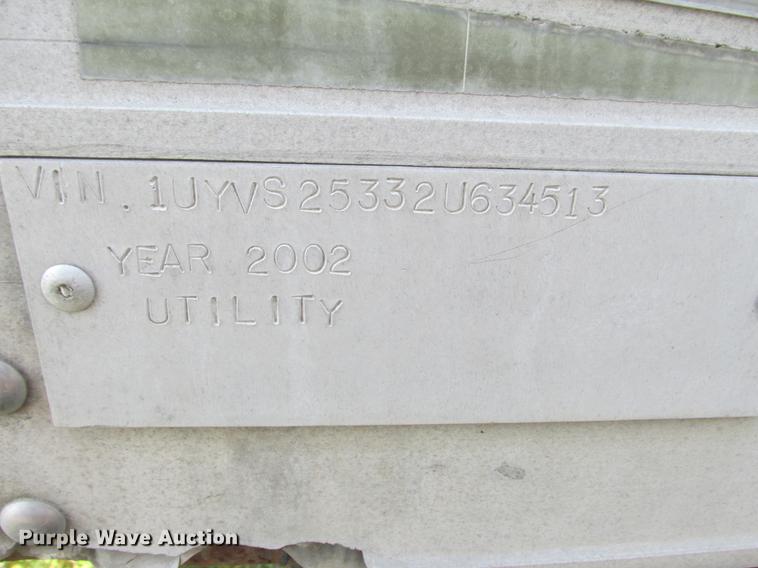 VIN. 1UYVS25332U634513
YEAR 2002
UTILITY
Purple Wave Auction